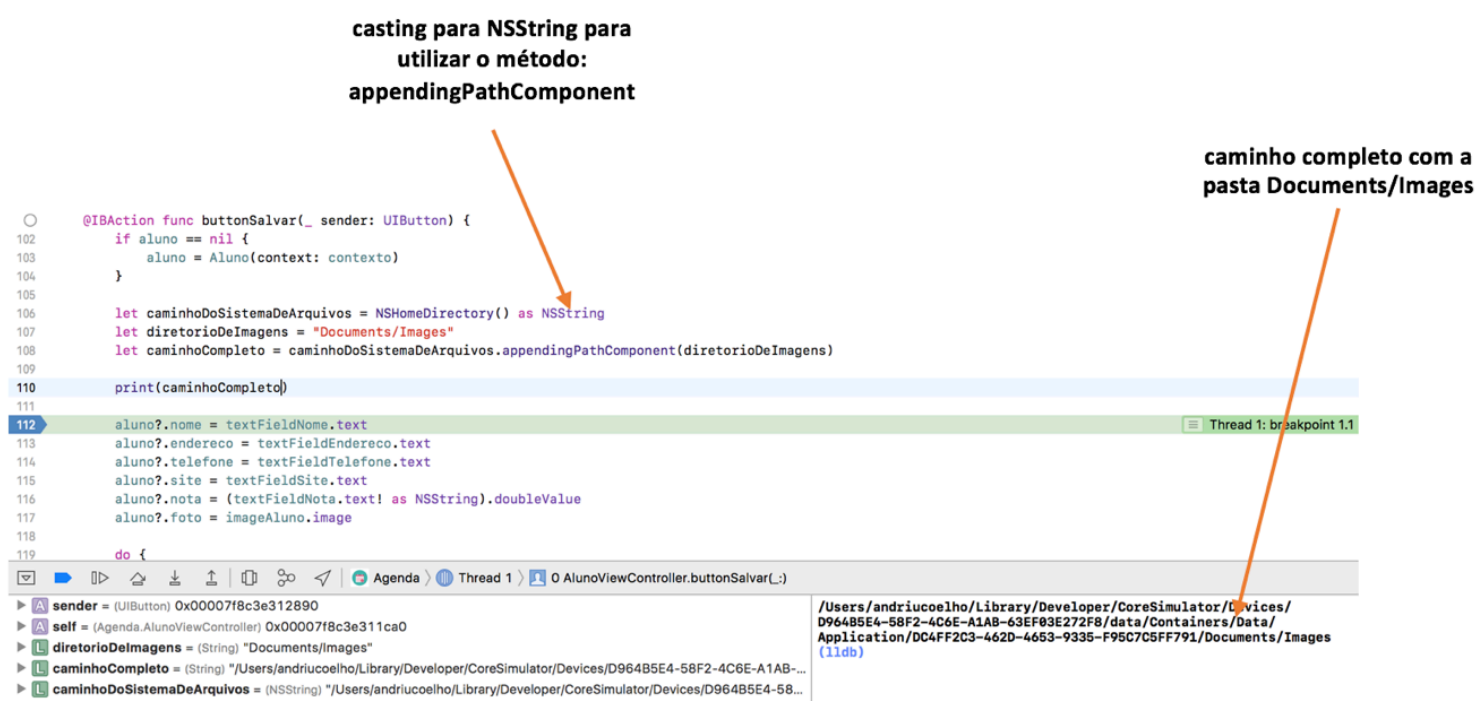 casting para NSString para
utilizar o método:
appendingPathComponent
caminho completo com a
pasta Documents/Images
@IBAction func buttonSalvar(_ sender: UIButton) {
102 if aluno == nil {
103 aluno = Aluno(context: contexto)
104 }
105
106 let caminhoDoSistemaDeArquivos = NSHomeDirectory() as NSString
107 let diretorioDeImagens = "Documents/Images"
108 let caminhoCompleto = caminhoDoSistemaDeArquivos.appendingPathComponent(diretorioDeImagens)
109
110 print(caminhoCompleto)
111
112 aluno?.nome = textFieldNome.text Thread 1: breakpoint 1.1
113 aluno?.endereco = textFieldEndereco.text
114 aluno?.telefone = textFieldTelefone.text
115 aluno?.site = textFieldSite.text
116 aluno?.nota = (textFieldNota.text! as NSString).doubleValue
117 aluno?.foto = imageAluno.image
118
119 do {
Agenda Thread 1 0 AlunoViewController.buttonSalvar(_:)
A sender = (UIButton) 0x00007f8c3e312890
A self = (Agenda.AlunoViewController) 0x00007f8c3e311ca0
L diretorioDeImagens = (String) "Documents/Images"
L caminhoCompleto = (String) "/Users/andriucoelho/Library/Developer/CoreSimulator/Devices/D964B5E4-58F2-4C6E-A1AB-...
L caminhoDoSistemaDeArquivos = (NSString) "/Users/andriucoelho/Library/Developer/CoreSimulator/Devices/D964B5E4-58...
/Users/andriucoelho/Library/Developer/CoreSimulator/Devices/
D964B5E4-58F2-4C6E-A1AB-63EF03E272F8/data/Containers/Data/
Application/DC4FF2C3-462D-4653-9335-F95C7C5FF791/Documents/Images
(lldb)